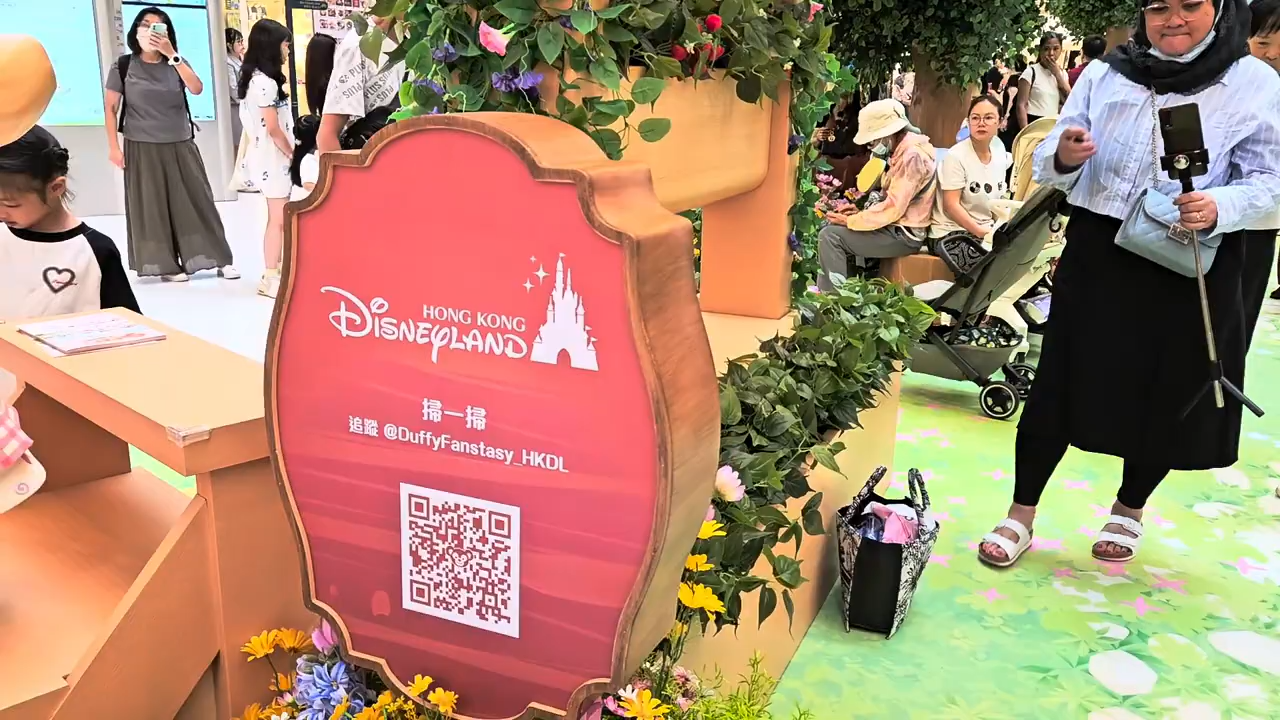 HONG KONG
DISNEYLAND
掃一掃
追蹤 @DuffyFanstasy_HKDL